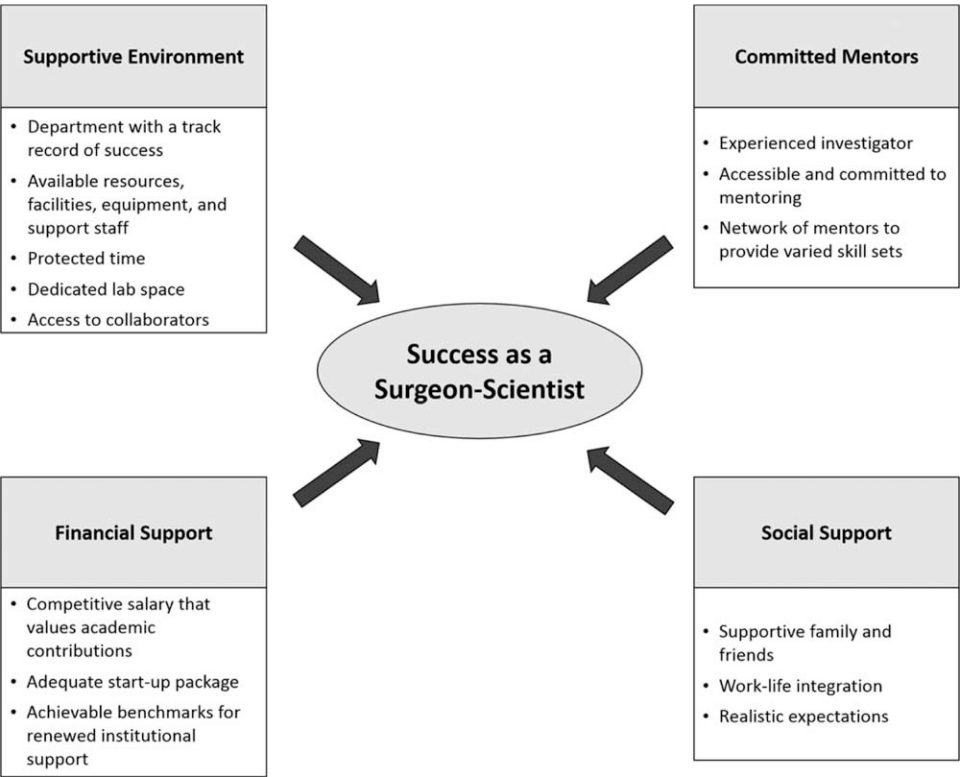 Supportive Environment
• Department with a track
record of success
• Available resources,
facilities, equipment, and
support staff
• Protected time
• Dedicated lab space
• Access to collaborators
Committed Mentors
• Experienced investigator
• Accessible and committed to
mentoring
• Network of mentors to
provide varied skill sets
Success as a
Surgeon-Scientist
Financial Support
• Competitive salary that
values academic
contributions
• Adequate start-up package
• Achievable benchmarks for
renewed institutional
support
Social Support
• Supportive family and
friends
• Work-life integration
• Realistic expectations